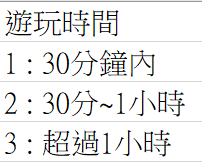 遊玩時間
1 : 30分鐘內
2 : 30分~1小時
3 : 超過1小時